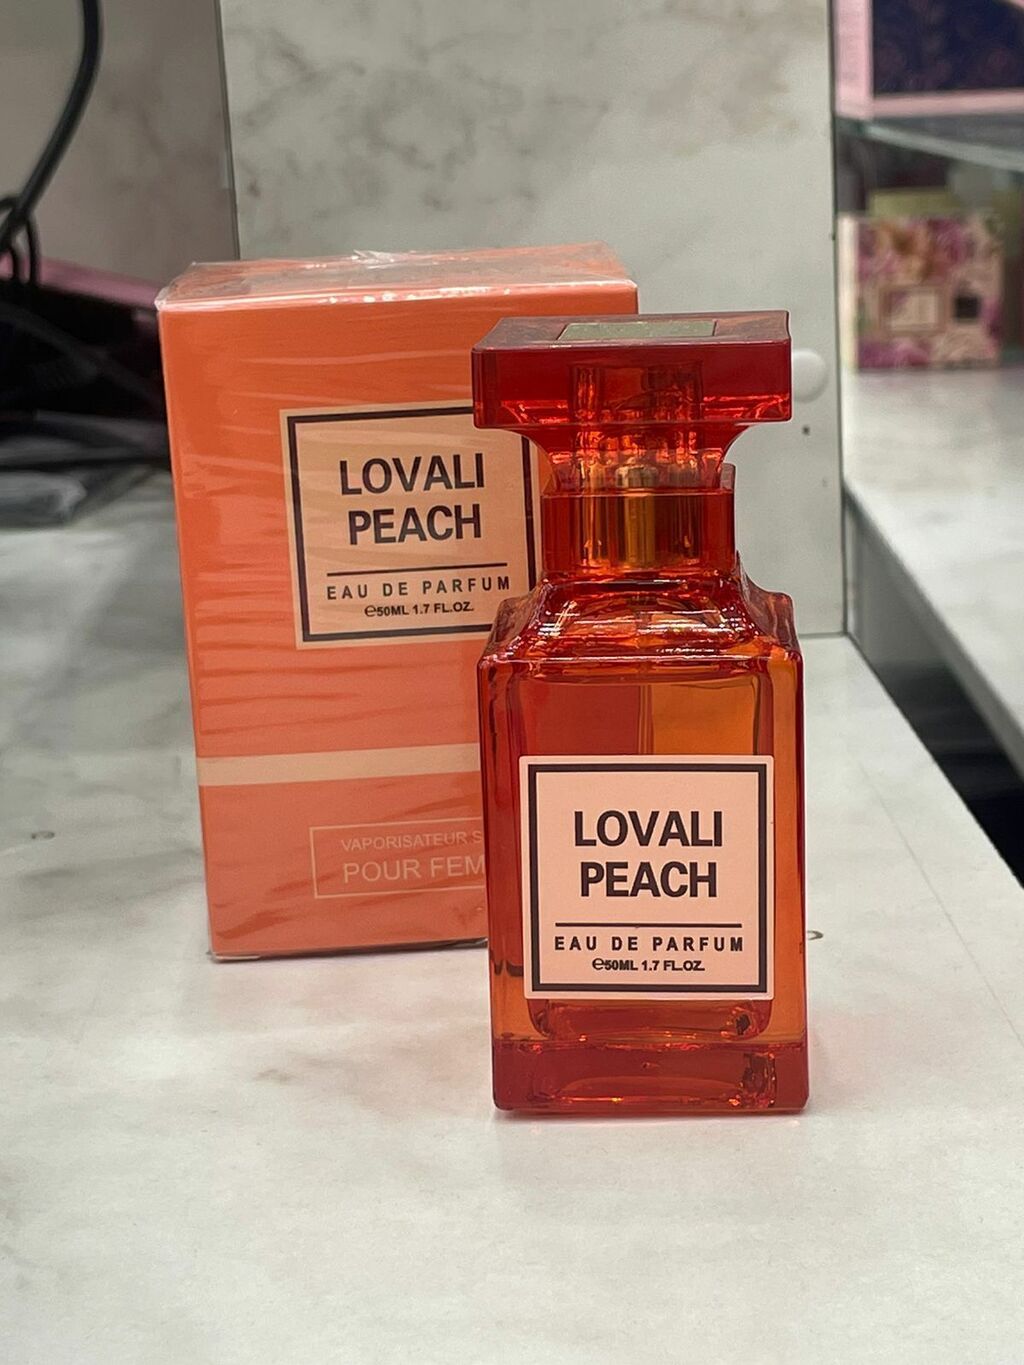 LOVALI
PEACH
EAU DE PARFUM
℮50ML 1.7 FL.OZ.
VAPORISATEUR
POUR
LOVALI
PEACH
EAU DE PARFUM
℮50ML 1.7 FL.OZ.